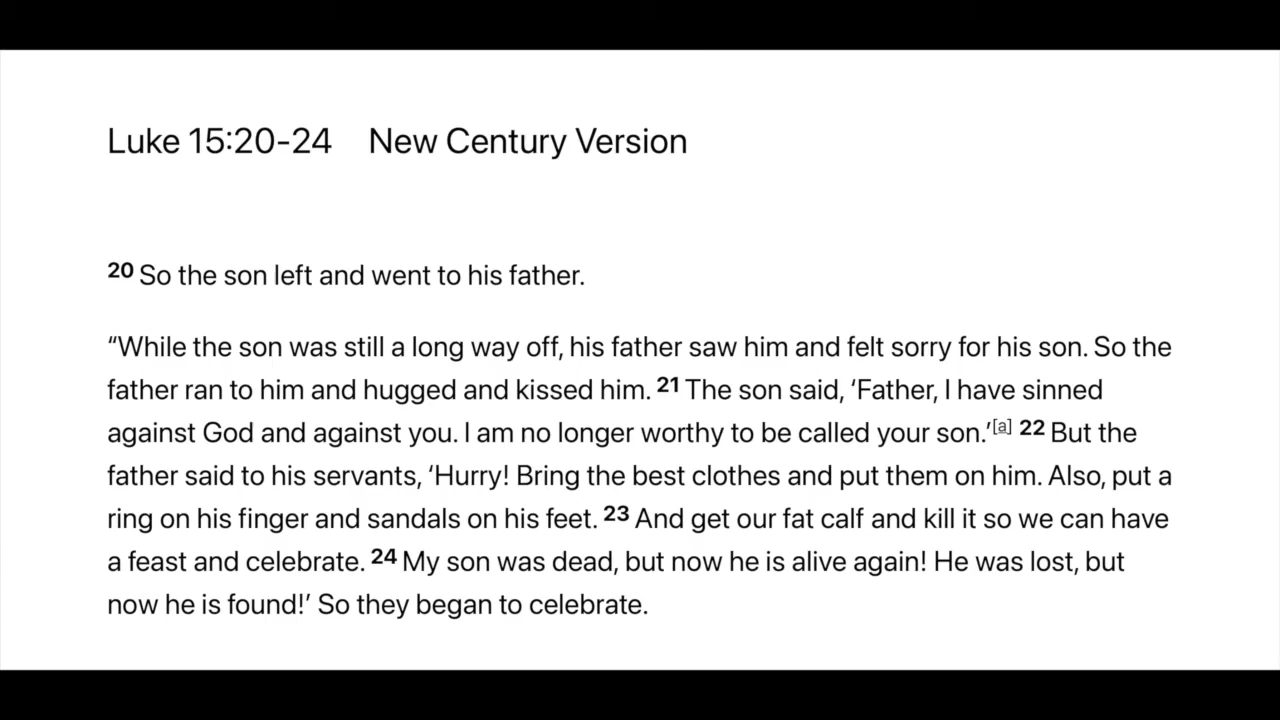 Luke 15:20-24 New Century Version
20 So the son left and went to his father.
“While the son was still a long way off, his father saw him and felt sorry for his son. So the
father ran to him and hugged and kissed him. 21 The son said, ‘Father, I have sinned
against God and against you. I am no longer worthy to be called your son.’[a] 22 But the
father said to his servants, ‘Hurry! Bring the best clothes and put them on him. Also, put a
ring on his finger and sandals on his feet. 23 And get our fat calf and kill it so we can have
a feast and celebrate. 24 My son was dead, but now he is alive again! He was lost, but
now he is found!’ So they began to celebrate.